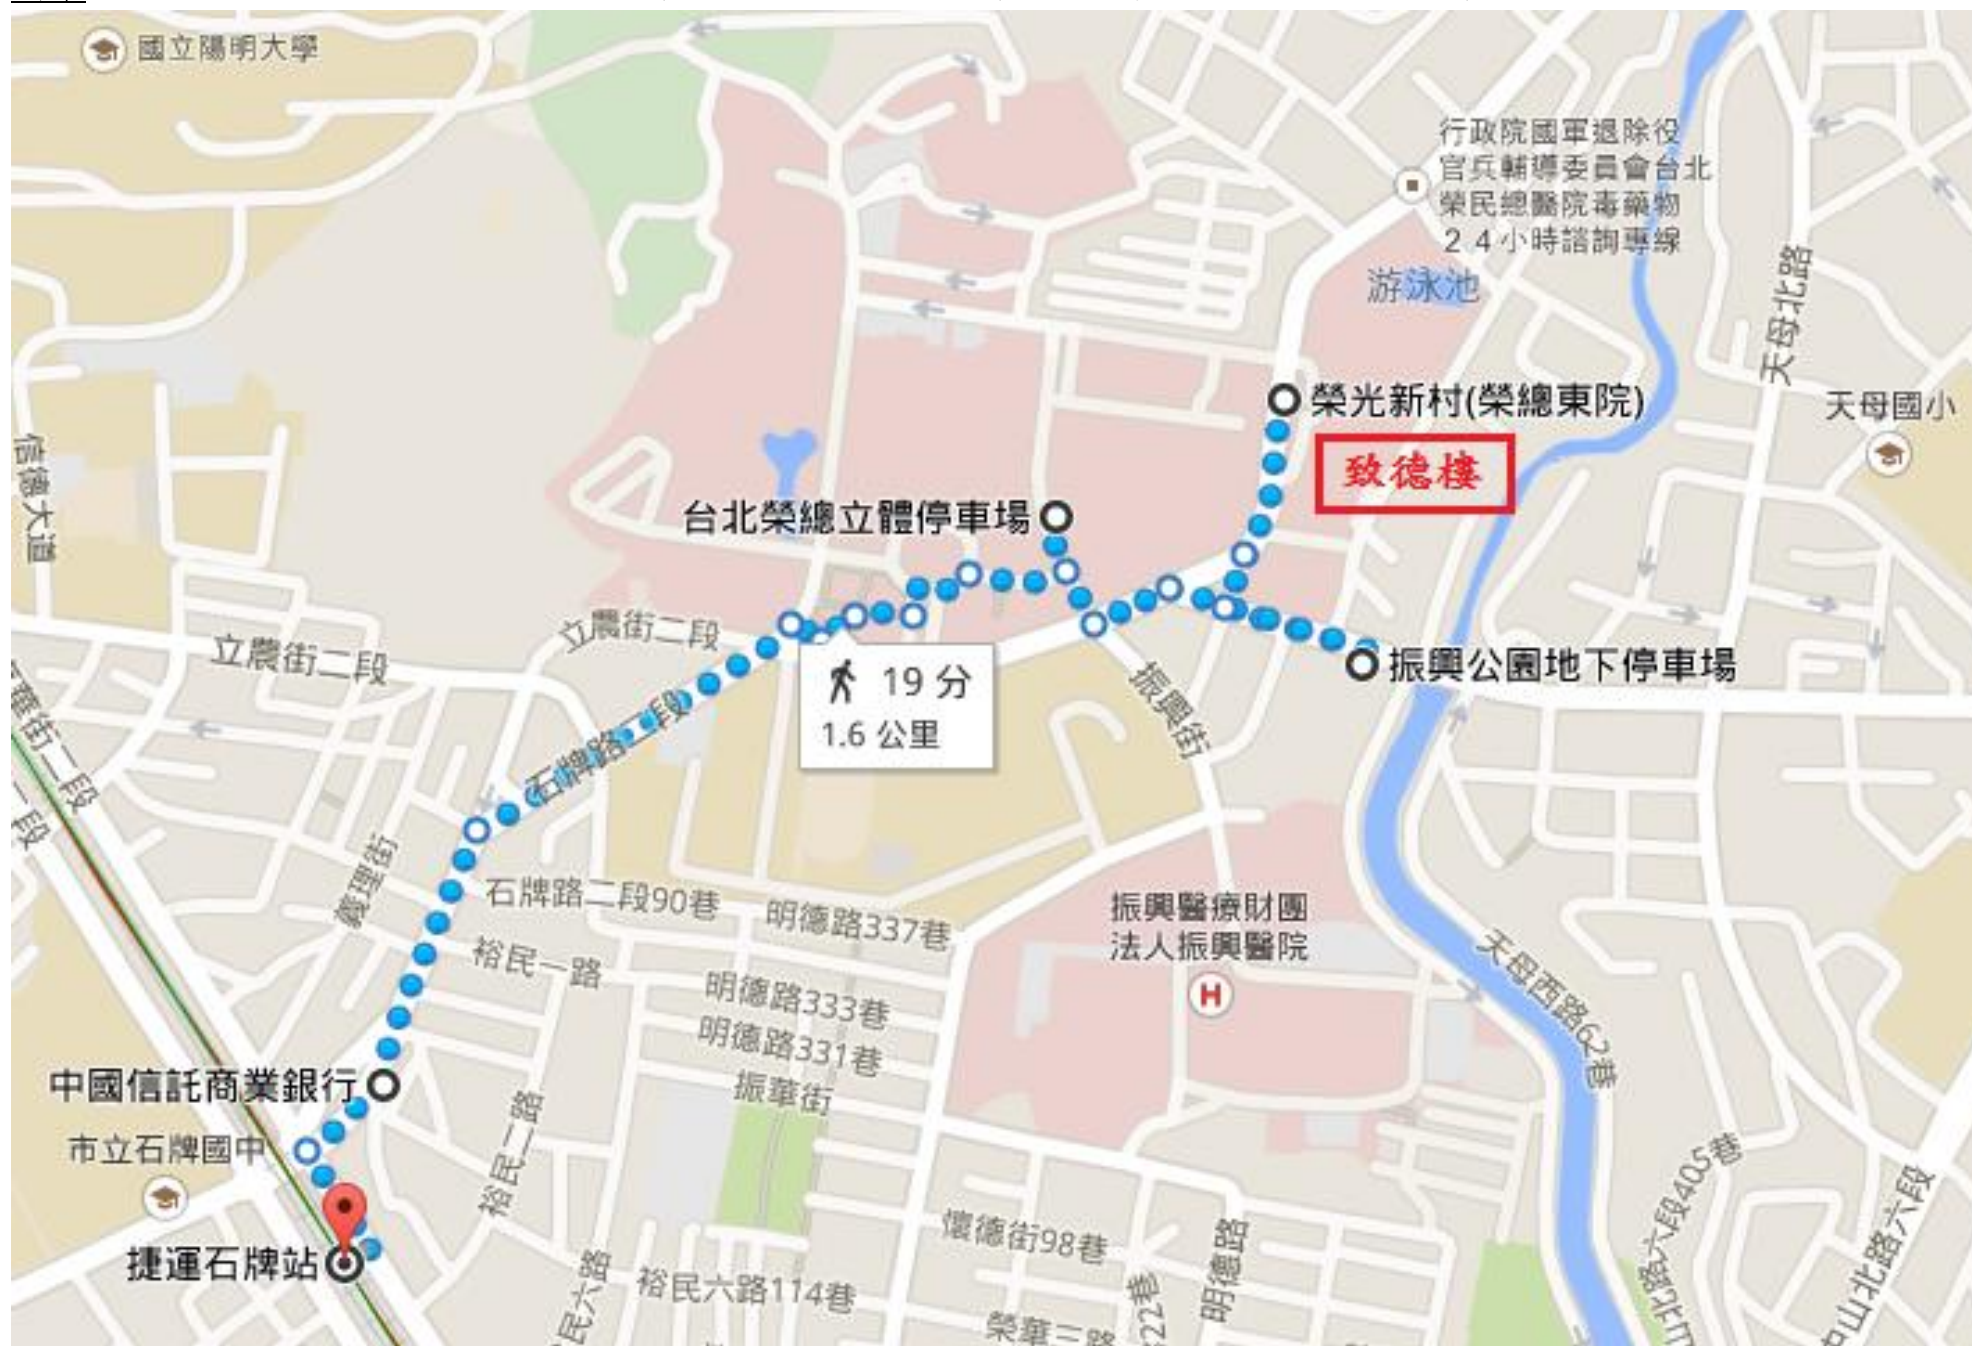 國立陽明大學
行政院國軍退除役
官兵輔導委員會台北
榮民總醫院毒藥物
24小時諮詢專線
游泳池
天母北路
榮光新村(榮總東院)
天母國小
致德樓
信義大道
台北榮總立體停車場
立農街二段
立農街二段
振興公園地下停車場
19 分
1.6 公里
振興街
石牌路二段
義理街
石牌路二段90巷
明德路337巷
振興醫療財團
法人振興醫院
裕民一路
明德路333巷
天母西路62巷
明德路331巷
振華街
中國信託商業銀行
裕民二路
市立石牌國中
H
懷德街98巷
明德路
捷運石牌站
裕民六路114巷
中山北路六段